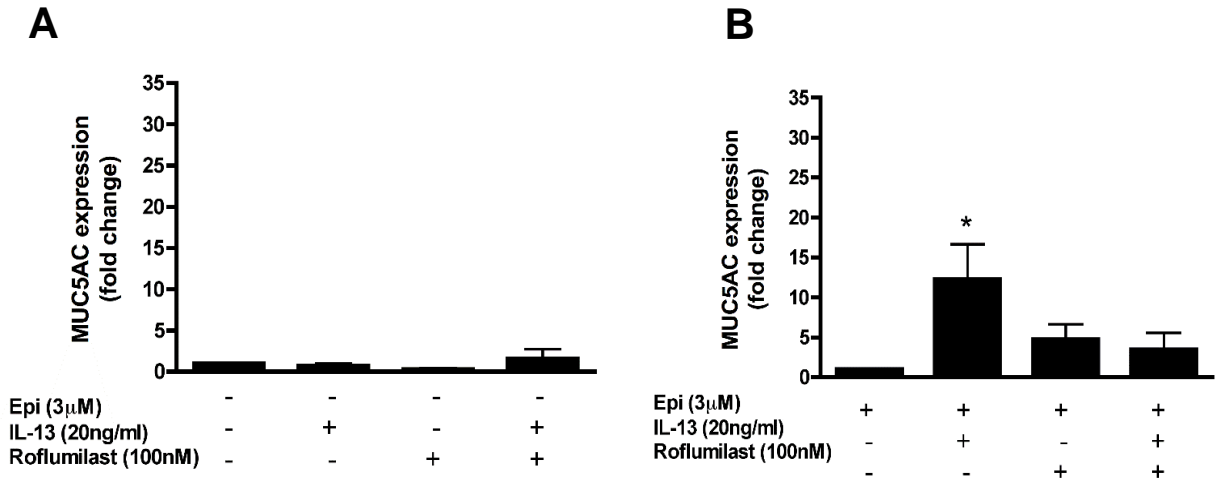 A
B
MUC5AC expression
(fold change)
35
30
25
20
15
10
5
0
Epi (3μM) - - - -
IL-13 (20ng/ml) - + - +
Roflumilast (100nM) - - + +
MUC5AC expression
(fold change)
35
30
25
20
15
10
5
0
*
Epi (3μM) + + + +
IL-13 (20ng/ml) - + - +
Roflumilast (100nM) - - + +